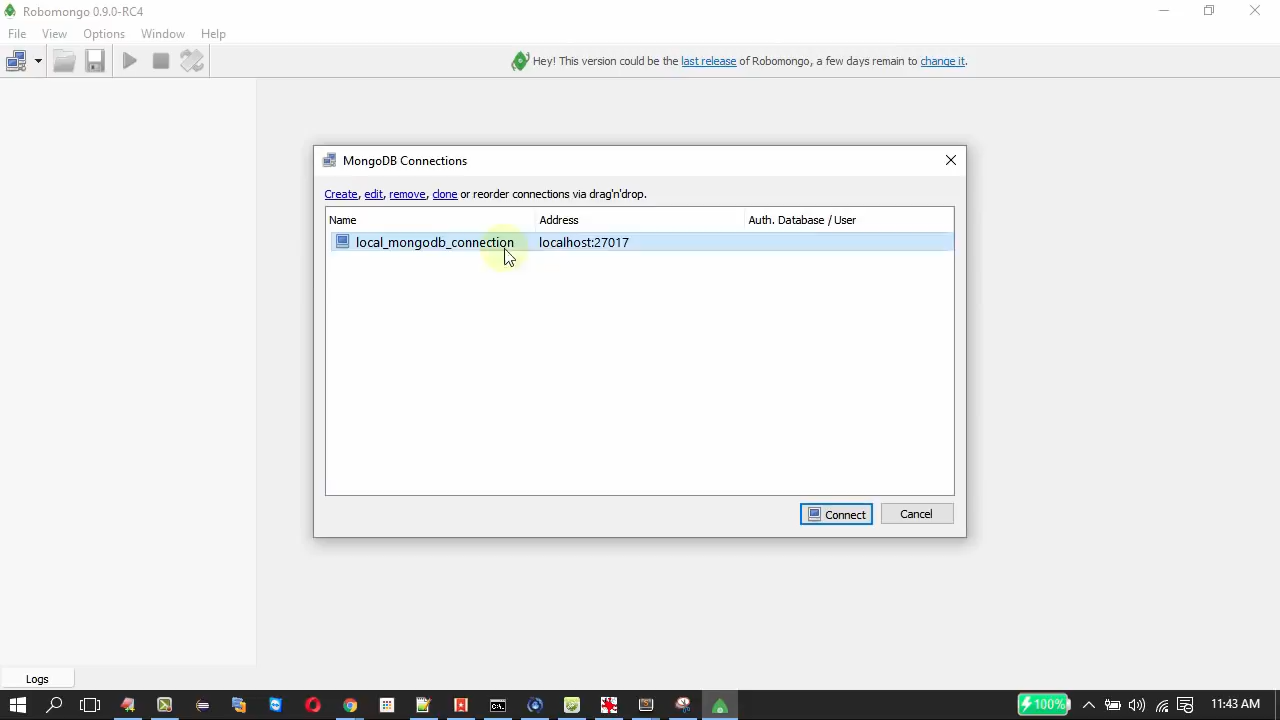 Robomongo 0.9.0-RC4
File View Options Window Help
Hey! This version could be the last release of Robomongo, a few days remain to change it.
MongoDB Connections
Create, edit, remove, clone or reorder connections via drag'n'drop.
Name Address Auth. Database / User
local_mongodb_connection localhost:27017
Connect Cancel
Logs
100% 11:43 AM